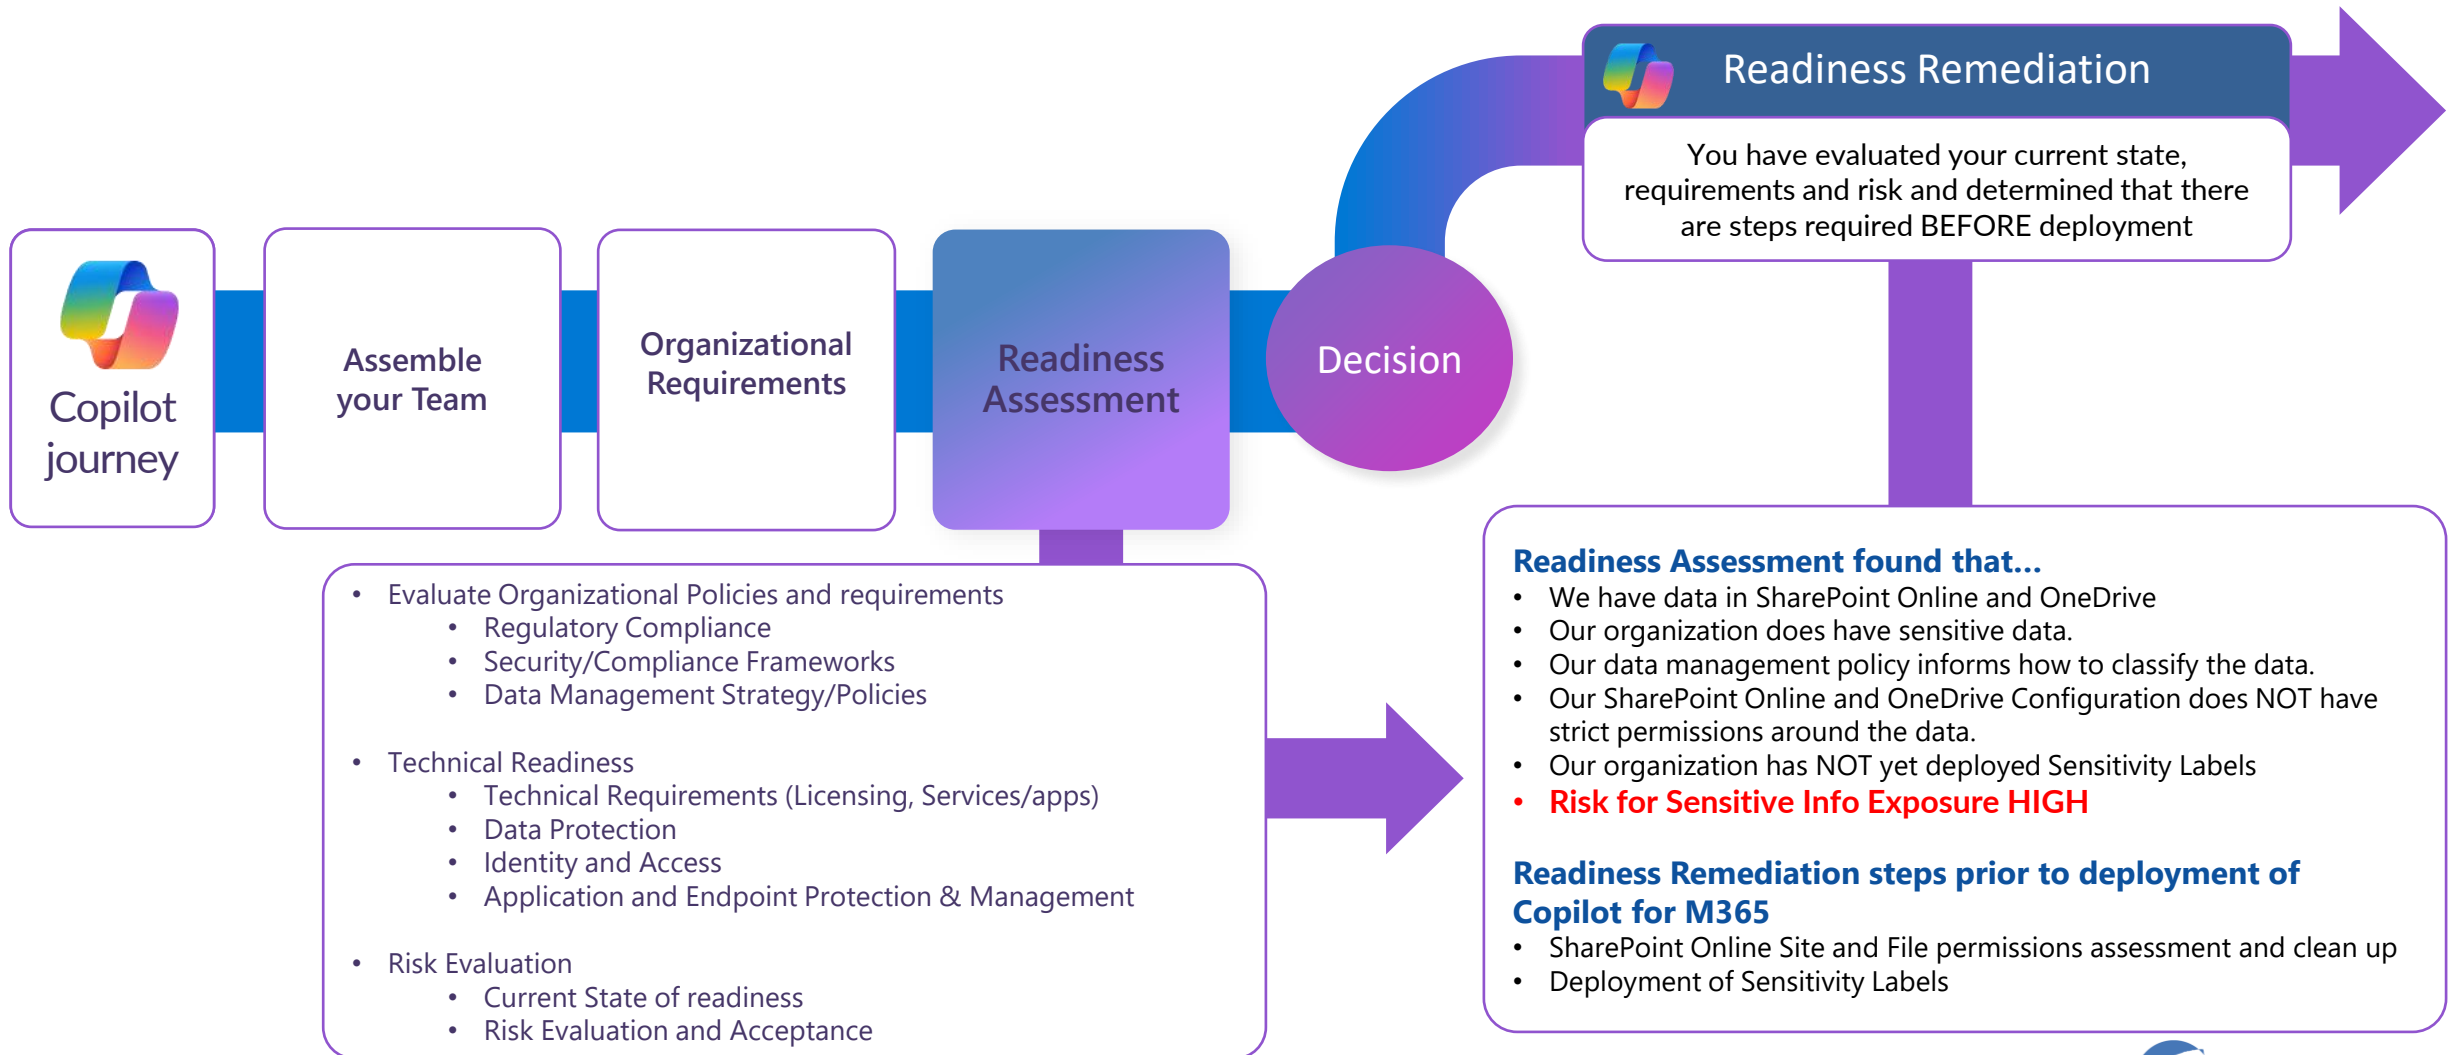 Copilot
journey
Assemble
your Team
Organizational
Requirements
Readiness
Assessment
Decision
Readiness Remediation
You have evaluated your current state,
requirements and risk and determined that there
are steps required BEFORE deployment
• Evaluate Organizational Policies and requirements
• Regulatory Compliance
• Security/Compliance Frameworks
• Data Management Strategy/Policies
• Technical Readiness
• Technical Requirements (Licensing, Services/apps)
• Data Protection
• Identity and Access
• Application and Endpoint Protection & Management
• Risk Evaluation
• Current State of readiness
• Risk Evaluation and Acceptance
Readiness Assessment found that...
• We have data in SharePoint Online and OneDrive
• Our organization does have sensitive data.
• Our data management policy informs how to classify the data.
• Our SharePoint Online and OneDrive Configuration does NOT have
strict permissions around the data.
• Our organization has NOT yet deployed Sensitivity Labels
• Risk for Sensitive Info Exposure HIGH
Readiness Remediation steps prior to deployment of
Copilot for M365
• SharePoint Online Site and File permissions assessment and clean up
• Deployment of Sensitivity Labels